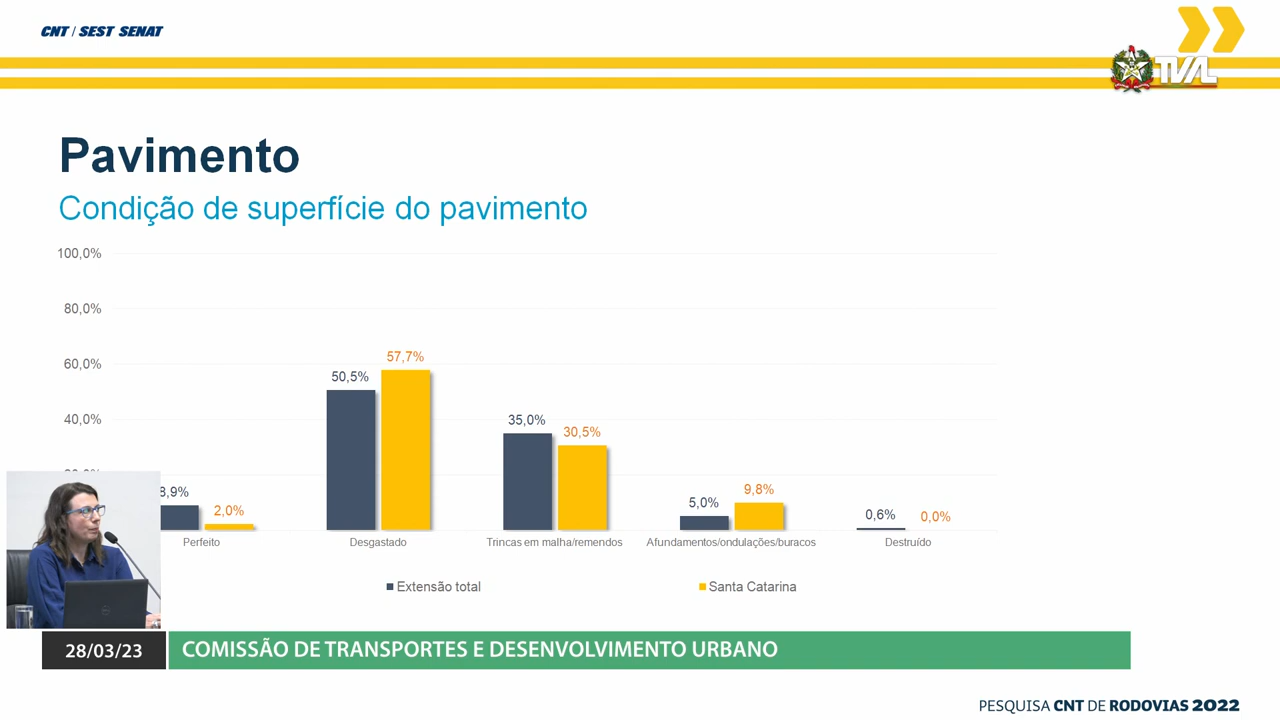 CNT / SEST SENAT
TVAL
Pavimento
Condição de superfície do pavimento
100,0%
80,0%
60,0%
40,0%
57,7%
50,5%
35,0%
30,5%
8,9%
2,0%
5,0%
9,8%
0,6%
0,0%
Perfeito
Desgastado
Trincas em malha/remendos
Afundamentos/ondulações/buracos
Destruído
Extensão total
Santa Catarina
28/03/23
COMISSÃO DE TRANSPORTES E DESENVOLVIMENTO URBANO
PESQUISA CNT DE RODOVIAS 2022